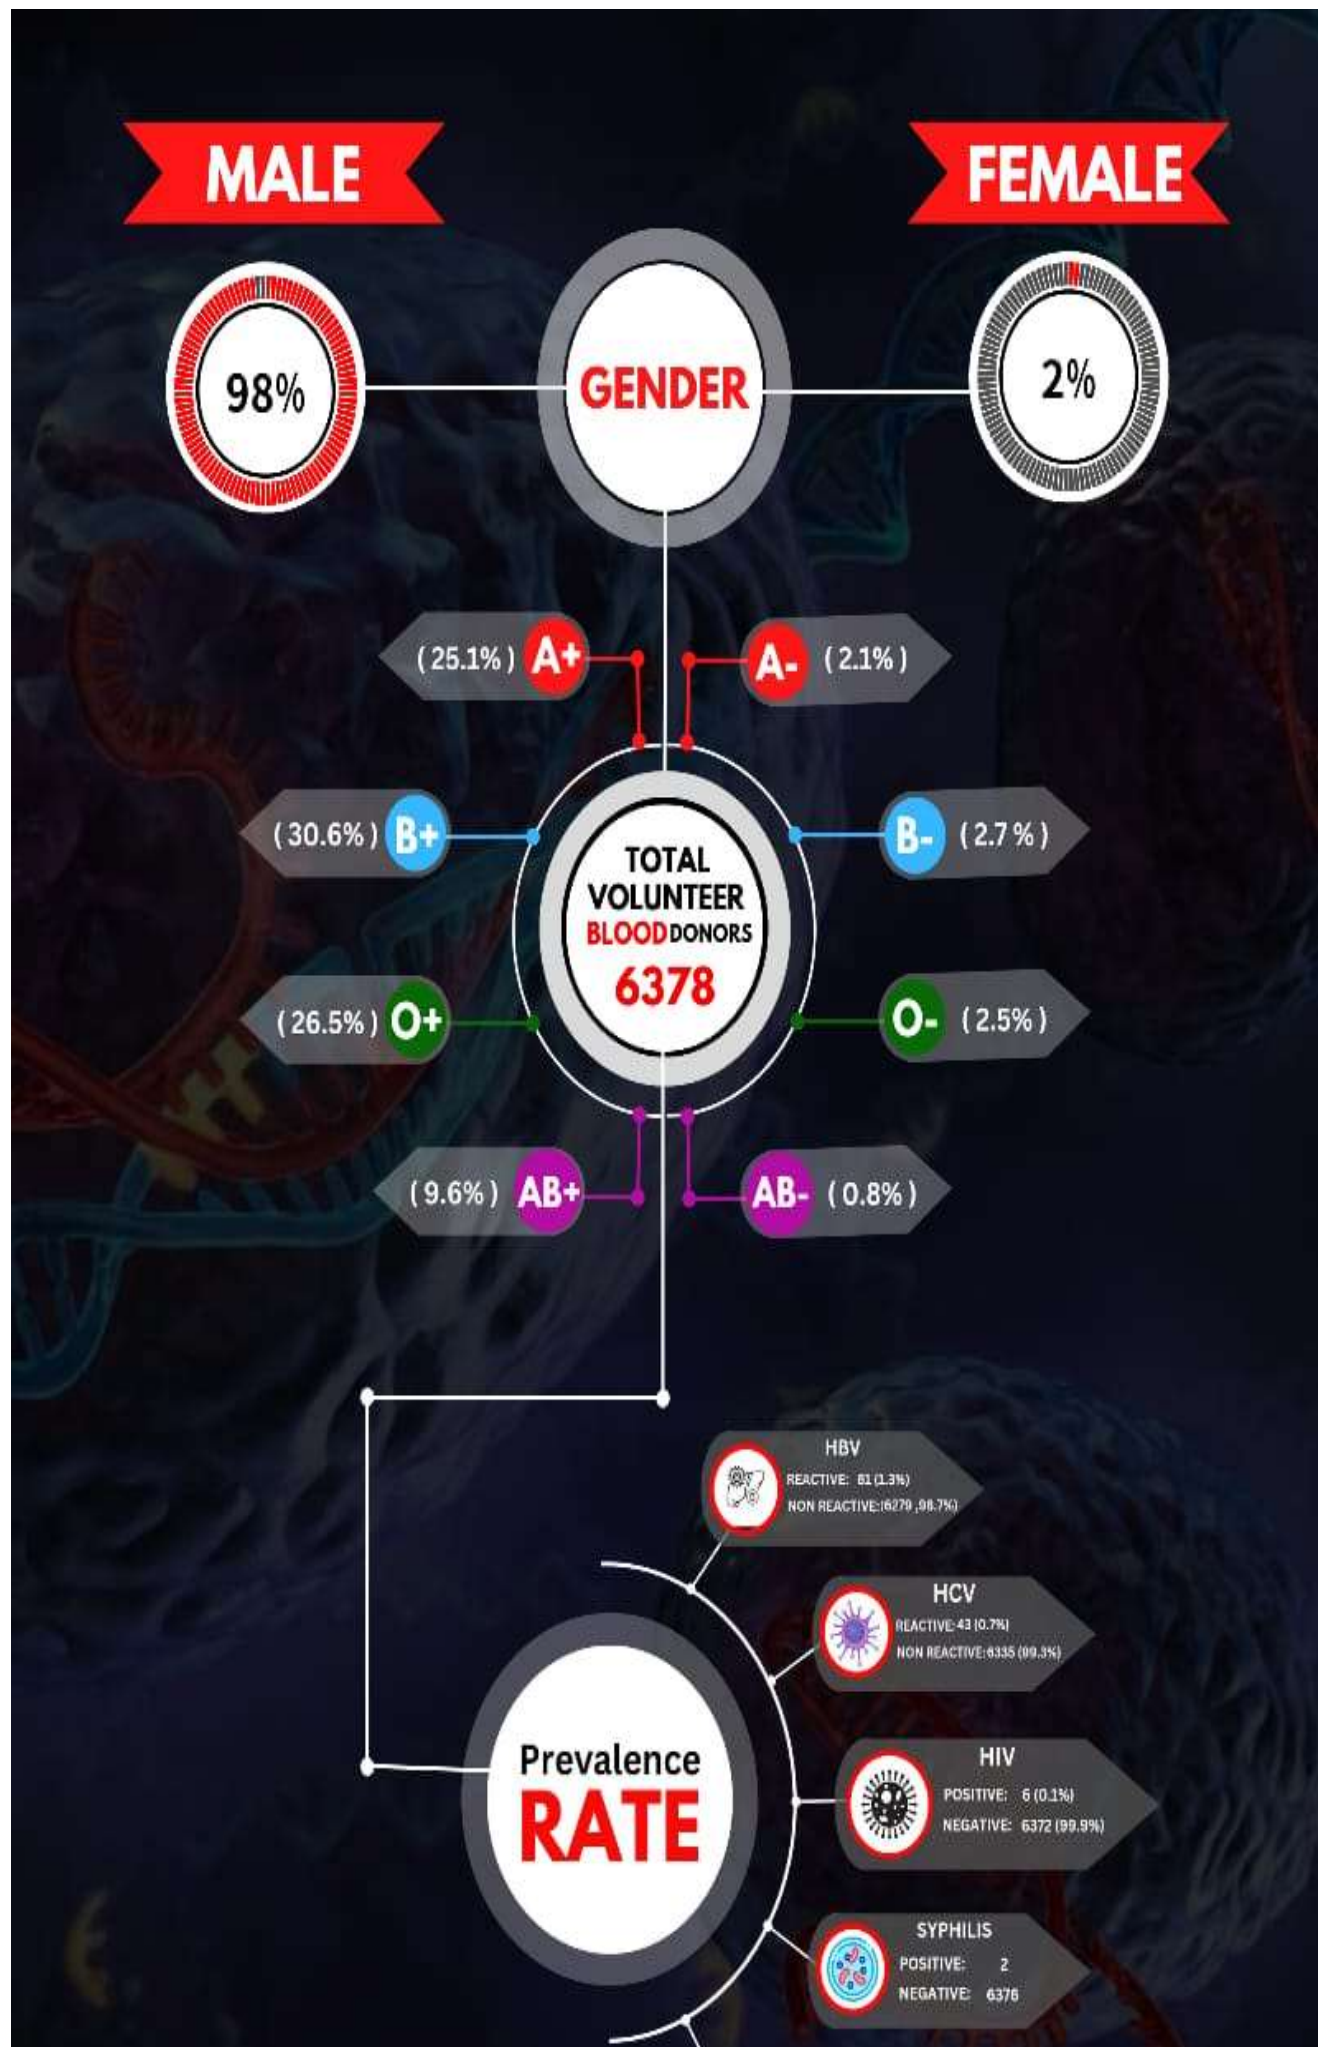 MALE
FEMALE
98%
GENDER
2%
( 25.1% ) A+
A- ( 2.1% )
( 30.6% ) B+
B- ( 2.7 % )
TOTAL
VOLUNTEER
BLOOD DONORS
6378
( 26.5% ) O+
O- ( 2.5% )
( 9.6% ) AB+
AB- ( 0.8% )
HBV
REACTIVE: 81 (1.3%)
NON REACTIVE:(6279 ,98.7%)
HCV
REACTIVE: 43 (0.7%)
NON REACTIVE: 6335 (99.3%)
Prevalence
RATE
HIV
POSITIVE: 6 (0.1%)
NEGATIVE: 6372 (99.9%)
SYPHILIS
POSITIVE: 2
NEGATIVE: 6376